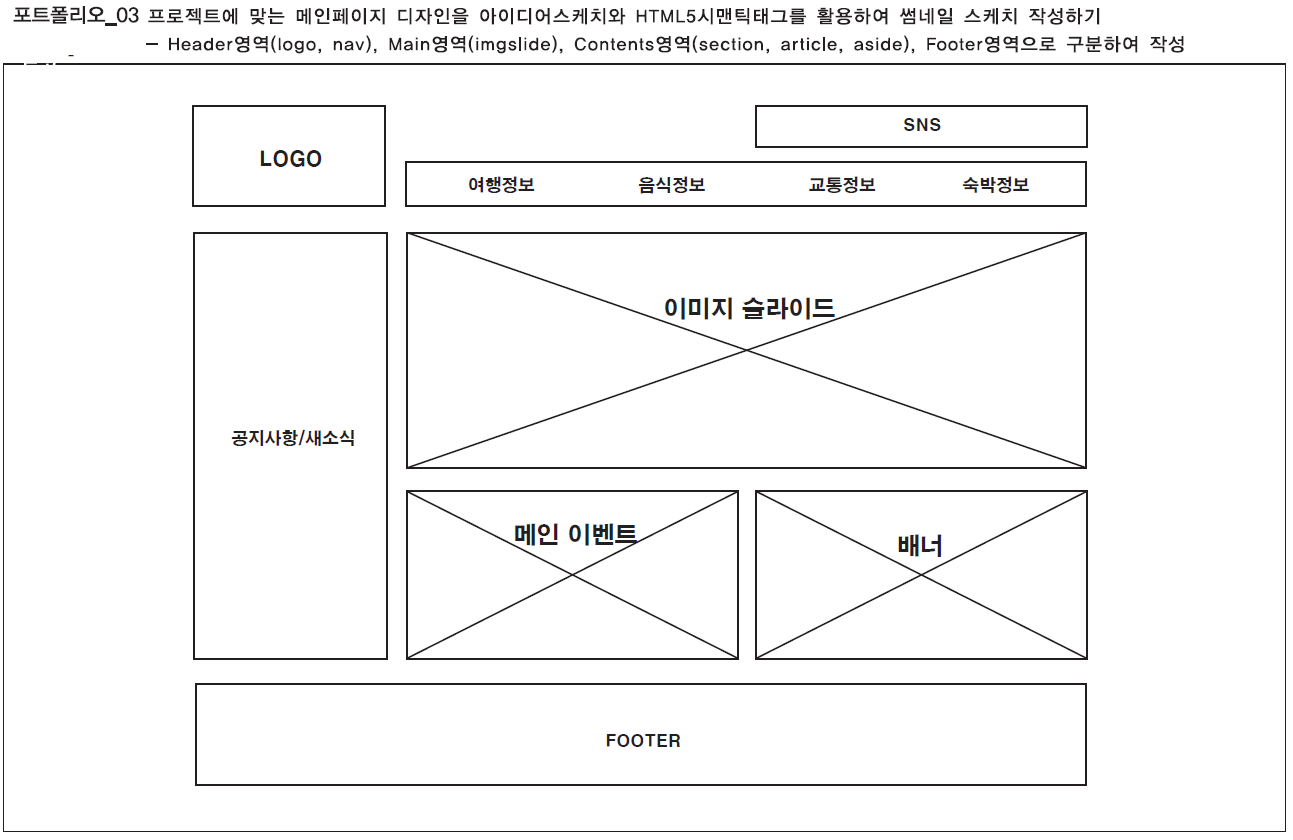 포트폴리오_03 프로젝트에 맞는 메인페이지 디자인을 아이디어스케치와 HTML5시맨틱태그를 활용하여 썸네일 스케치 작성하기
- Header영역(logo, nav), Main영역(imgslide), Contents영역(section, article, aside), Footer영역으로 구분하여 작성
LOGO
SNS
여행정보 음식정보 교통정보 숙박정보
이미지 슬라이드
공지사항/새소식
메인 이벤트
배너
FOOTER